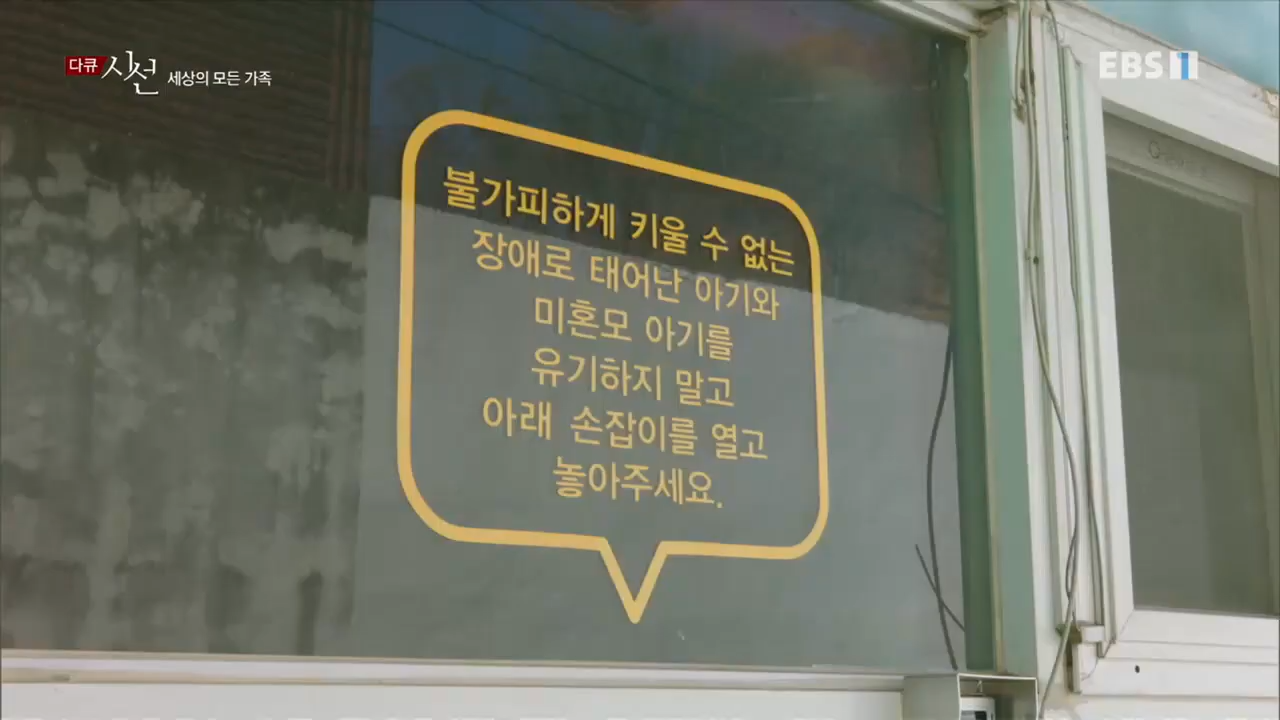 다큐 시선 세상의 모든 가족
EBS1
불가피하게 키울 수 없는
장애로 태어난 아기와
미혼모 아기를
유기하지 말고
아래 손잡이를 열고
놓아주세요.